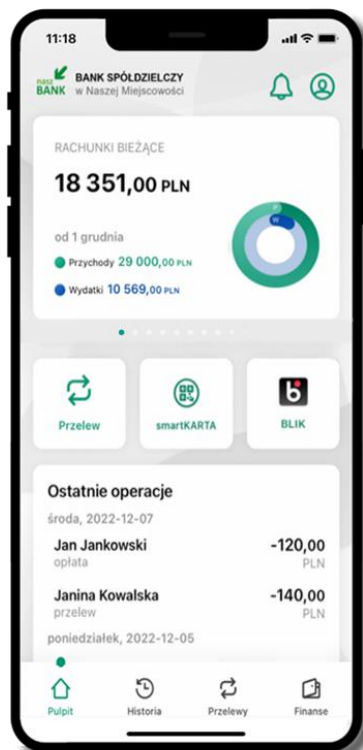 11:18
nasz BANK
BANK SPÓŁDZIELCZY
w Naszej Miejscowości
RACHUNKI BIEŻĄCE
18 351,00 PLN
od 1 grudnia
Przychody 29 000,00 PLN
Wydatki 10 569,00 PLN
P
W
Przelew
smartKARTA
BLIK
Ostatnie operacje
środa, 2022-12-07
Jan Jankowski -120,00
opłata PLN
Janina Kowalska -140,00
przelew PLN
poniedziałek, 2022-12-05
Pulpit Historia Przelewy Finanse